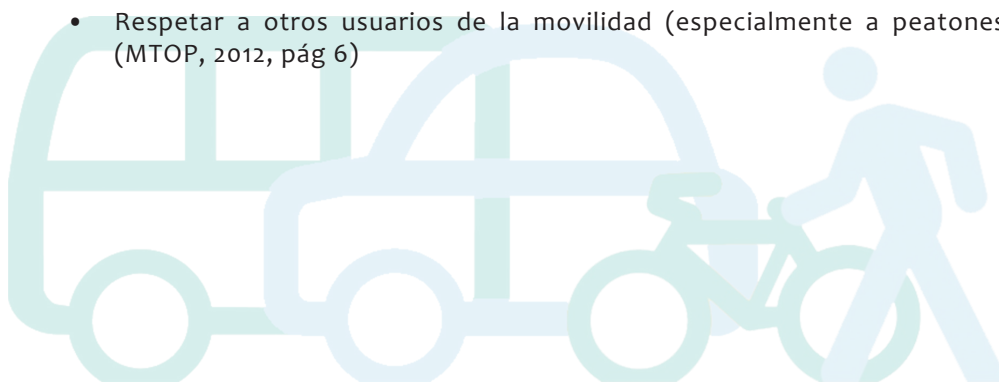 • Respetar a otros usuarios de la movilidad (especialmente a peatones
(MTOP, 2012, pág 6)